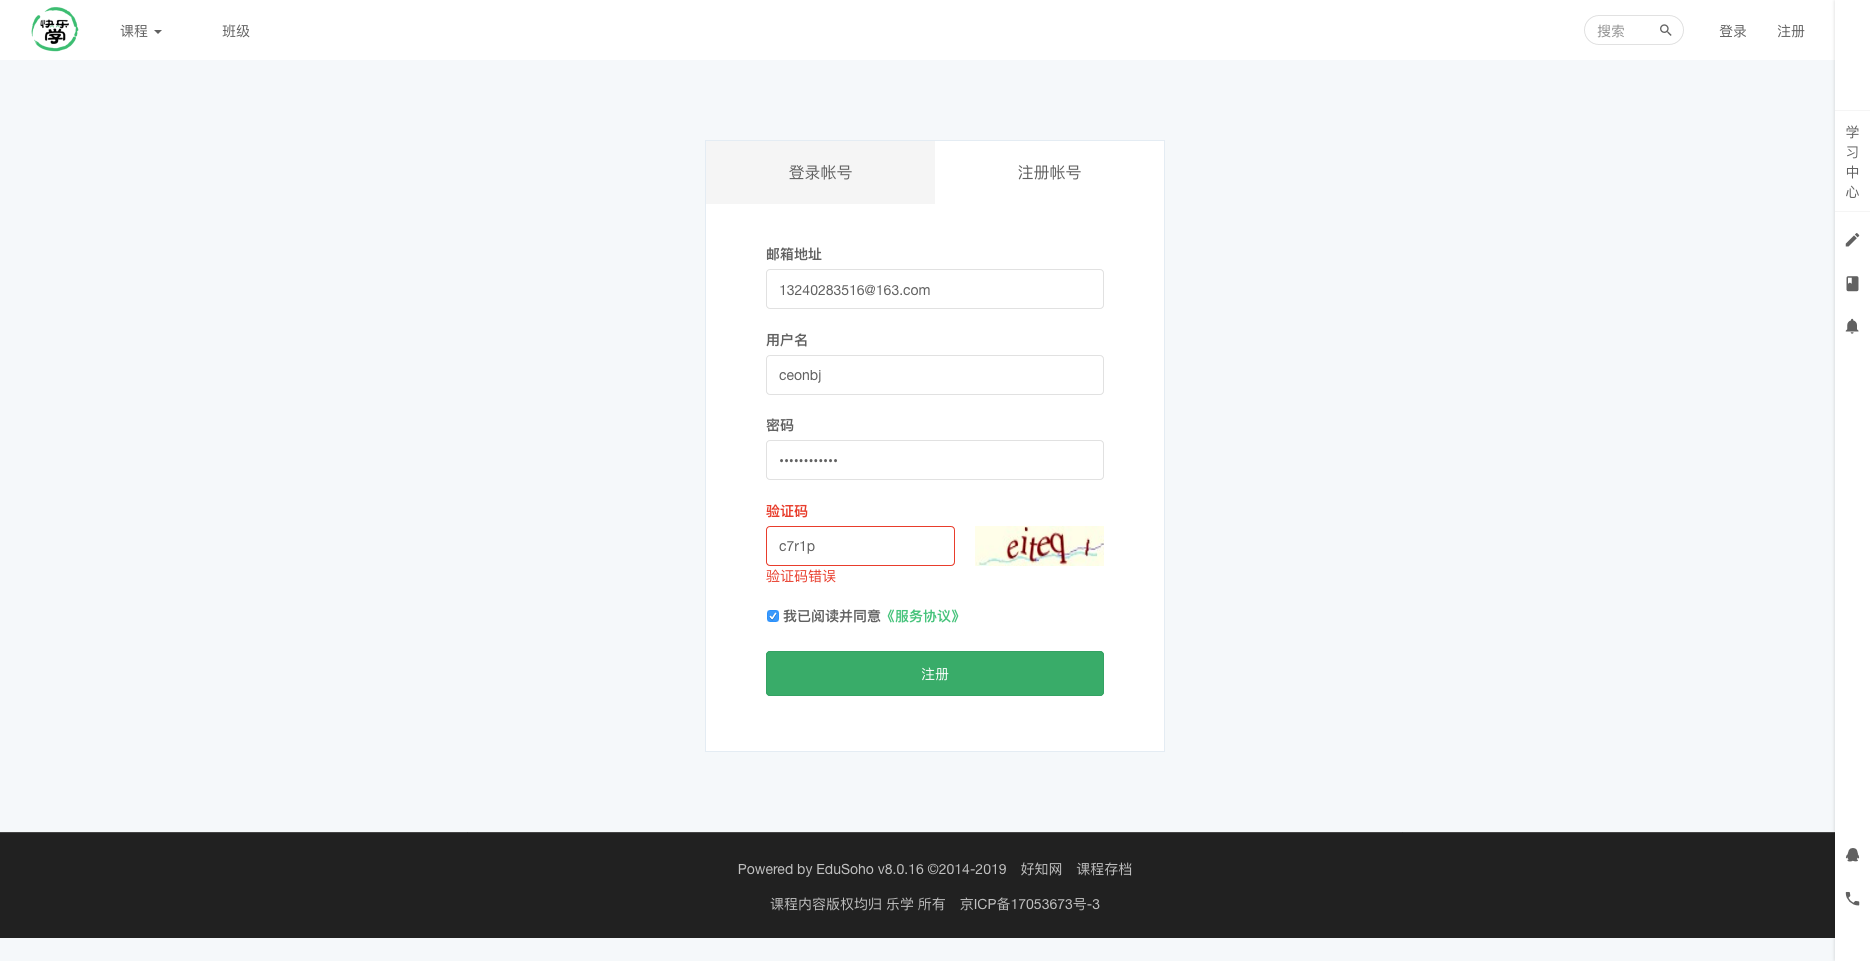 快乐
学
课程
班级
搜索
登录
注册
登录帐号
注册帐号
邮箱地址
13240283516@163.com
用户名
ceonbj
密码
••••••••••••
验证码
c7r1p
eiteq
验证码错误
我已阅读并同意《服务协议》
注册
Powered by EduSoho v8.0.16 ©2014-2019 好知网 课程存档
课程内容版权均归 乐学 所有 京ICP备17053673号-3
学
习
中
心